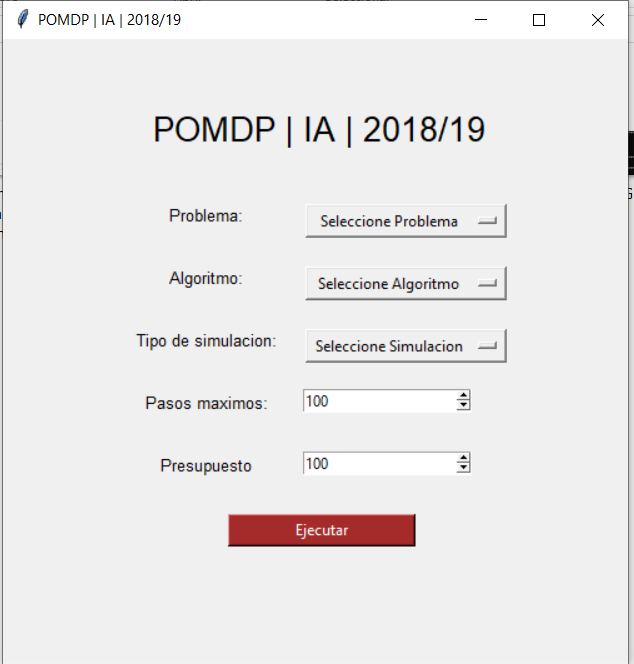 POMDP | IA | 2018/19
POMDP | IA | 2018/19
Problema: Seleccione Problema
Algoritmo: Seleccione Algoritmo
Tipo de simulacion: Seleccione Simulacion
Pasos maximos: 100
Presupuesto 100
Ejecutar